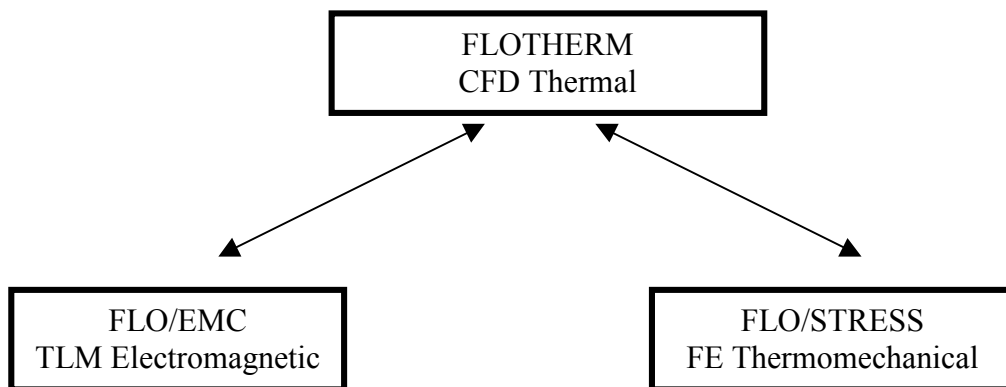 FLOTHERM
CFD Thermal
FLO/EMC
TLM Electromagnetic
FLO/STRESS
FE Thermomechanical